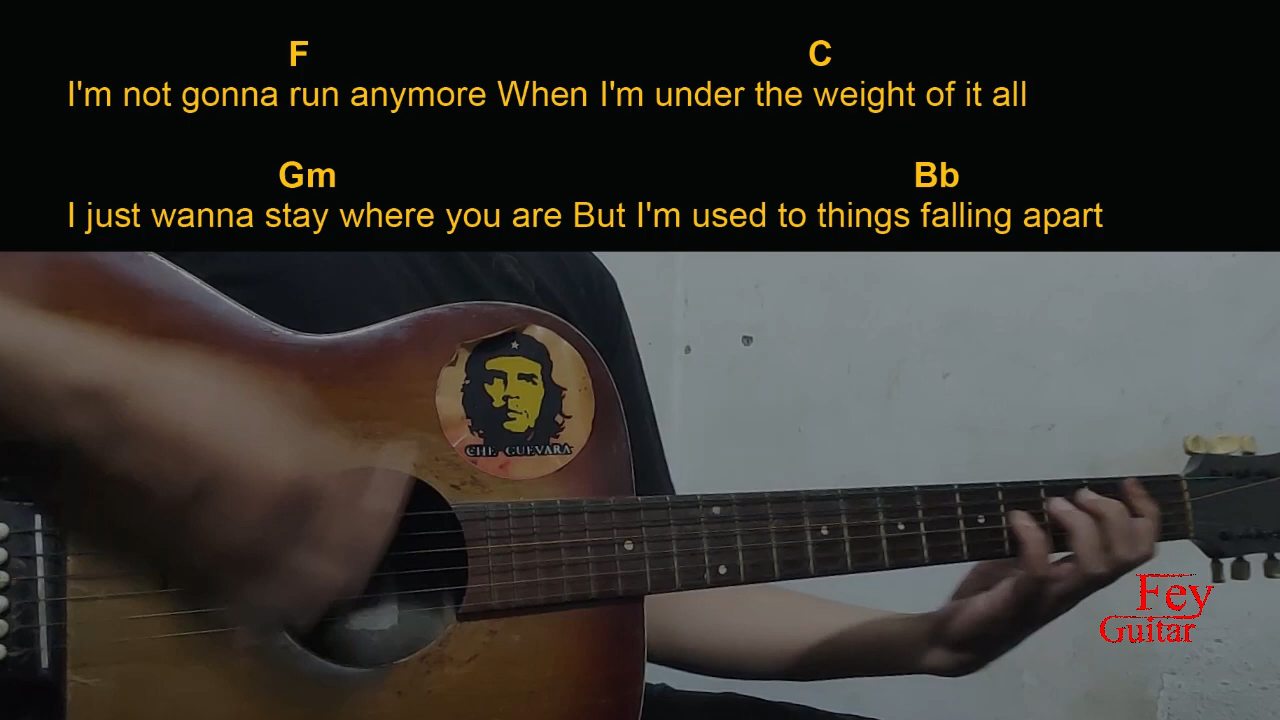 F C
I'm not gonna run anymore When I'm under the weight of it all
Gm Bb
I just wanna stay where you are But I'm used to things falling apart
CHE GUEVARA
Fey
Guitar